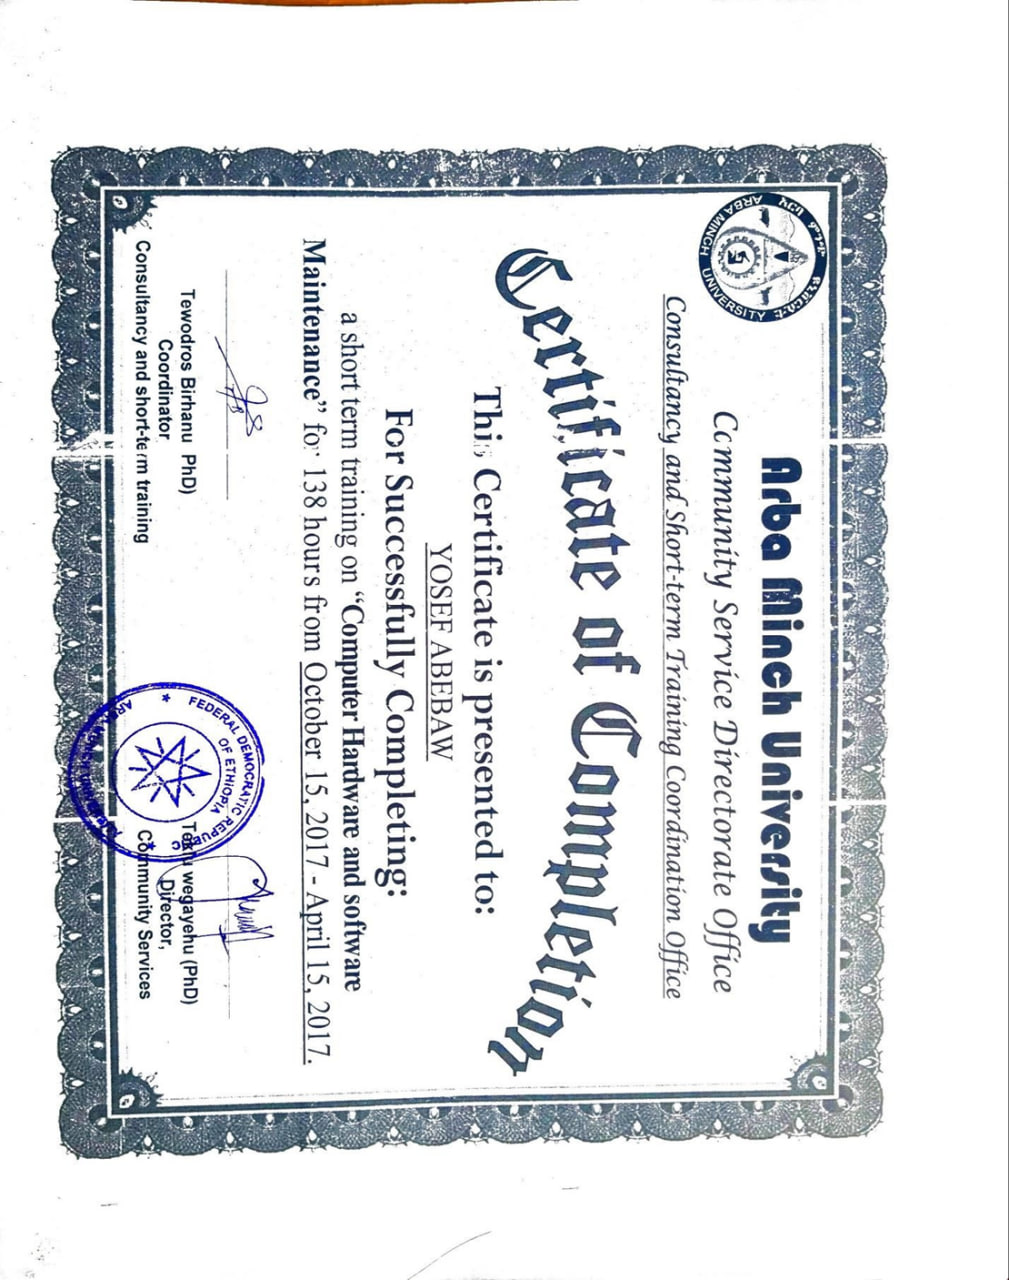 Arba Minch University
Community Service Directorate Office
Consultancy and Short-term Training Coordination Office
አርባ ምንጭ ዩኒቨርሲቲ
ARBA MINCH UNIVERSITY
Certificate of Completion
This Certificate is presented to:
YOSEF ABEBAW
For Successfully Completing:
a short term training on “Computer Hardware and software
Maintenance” for 138 hours from October 15, 2017 - April 15, 2017.
Tewodros Birhanu PhD)
Coordinator
Consultancy and short-term training
wegayehu (PhD)
Director,
Community Services
FEDERAL DEMOCRATIC REPUBLIC
OF ETHIOPIA